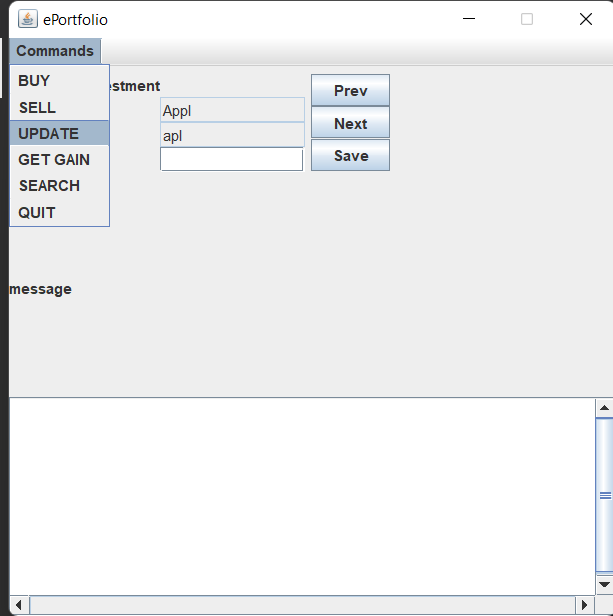 ePortfolio
Commands
BUY
SELL
UPDATE
GET GAIN
SEARCH
QUIT
estment
Appl
apl
Prev
Next
Save
message